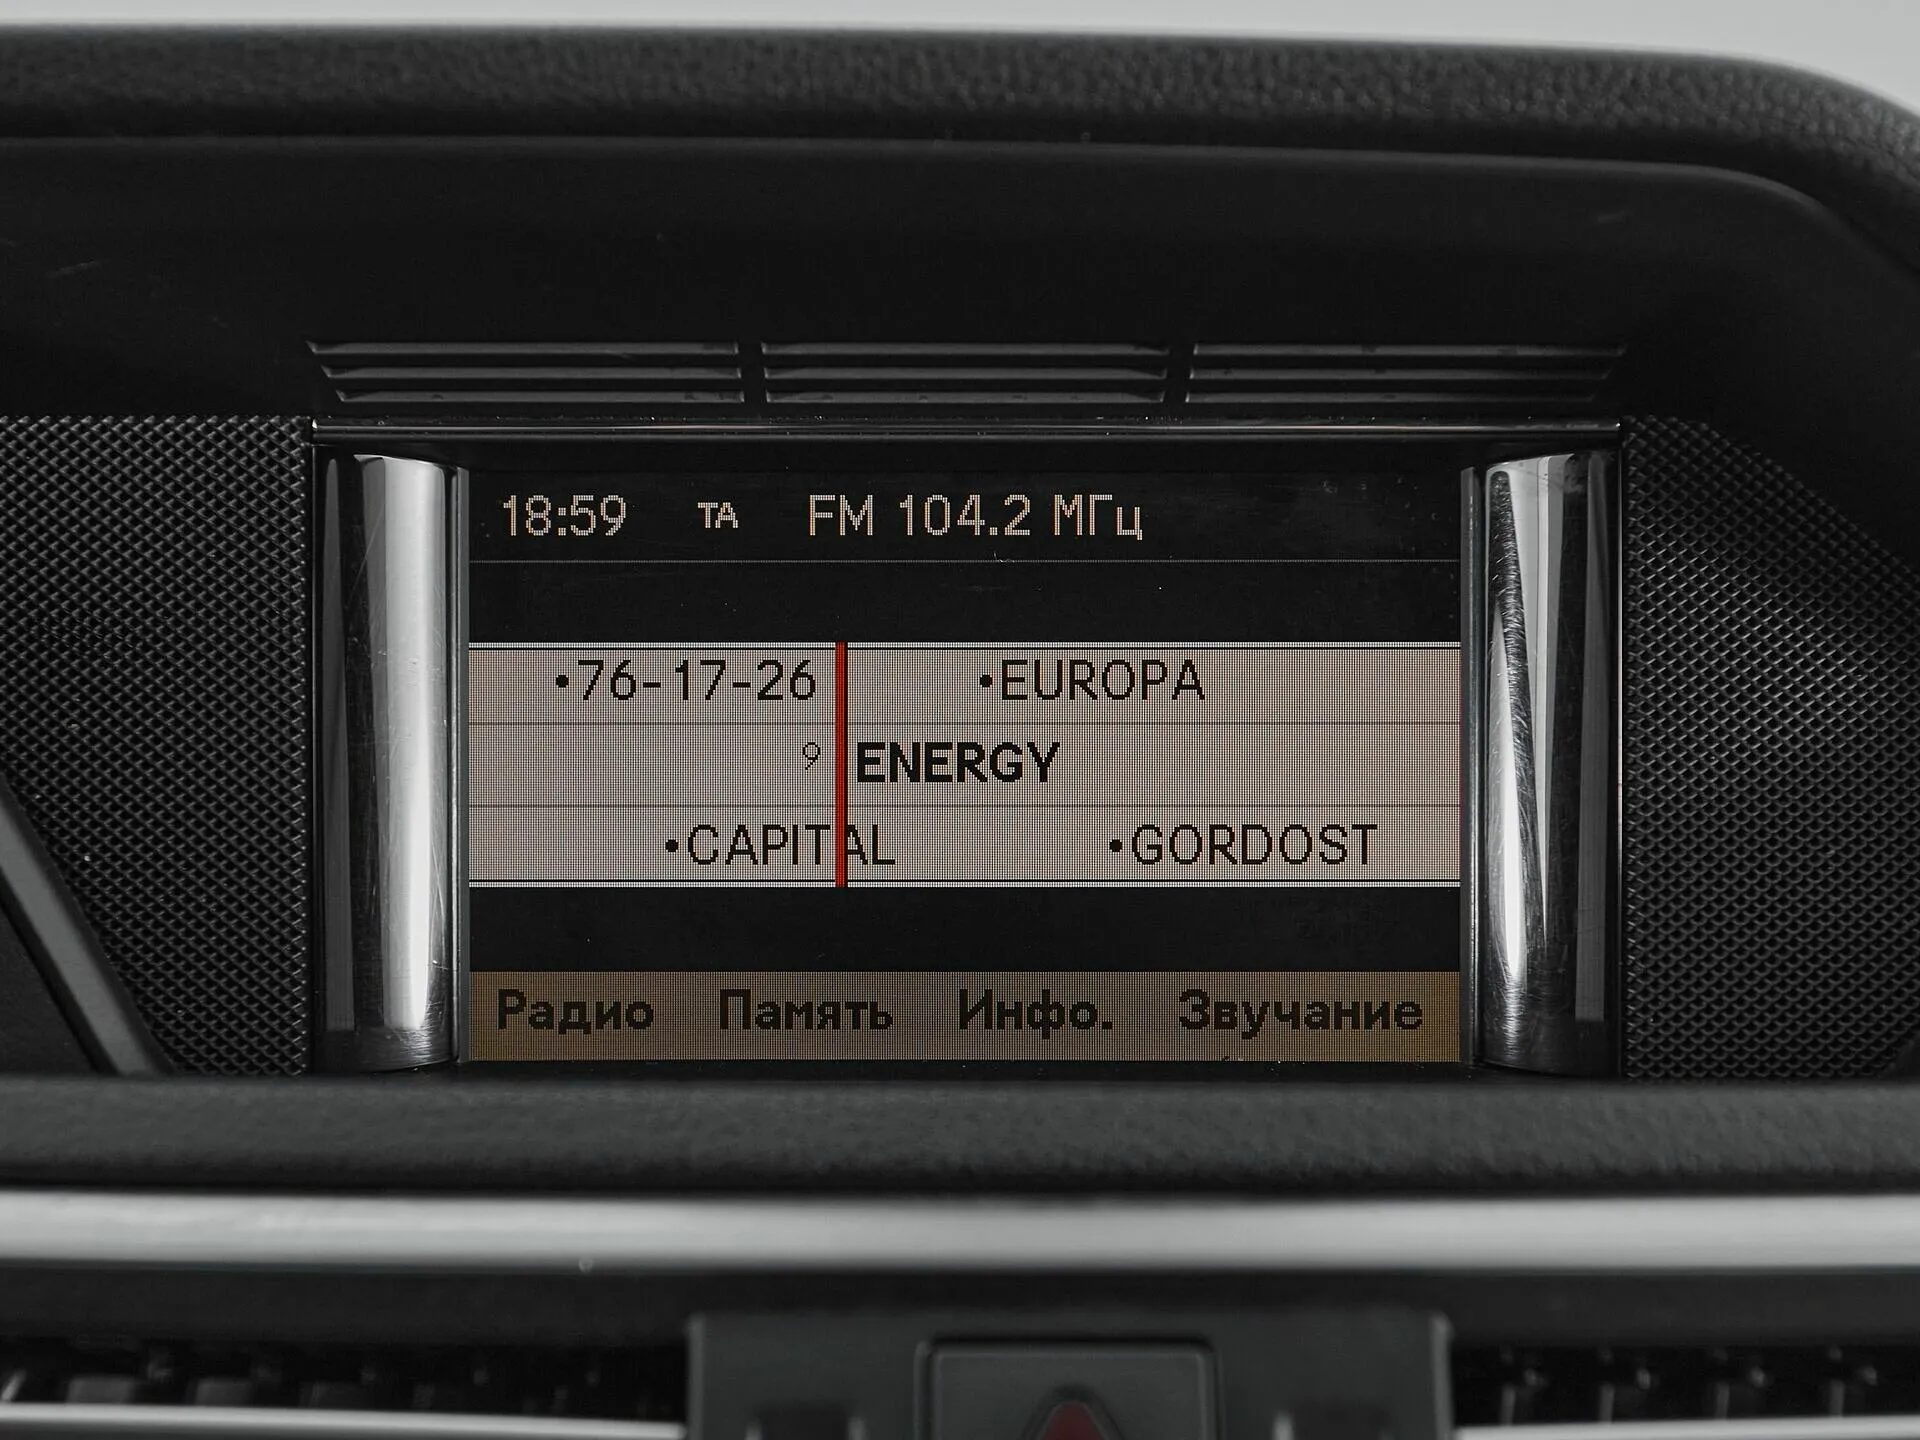 18:59 TA FM 104.2 МГц
•76-17-26 •EUROPA
9 ENERGY
•CAPITAL •GORDOST
Радио Память Инфо. Звучание